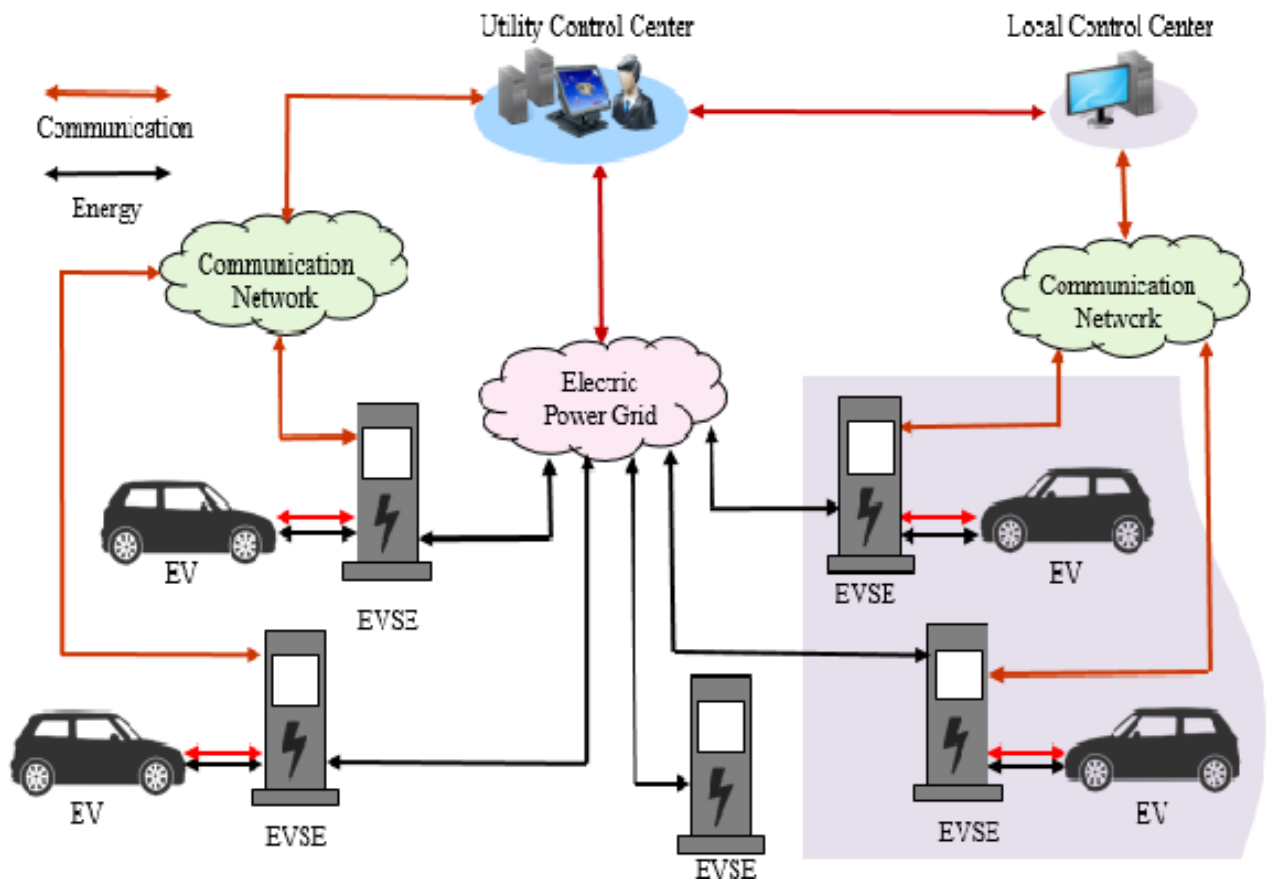 Utility Control Center
Local Control Center
Communication
Energy
Communication
Network
Communication
Network
Electric
Power Grid
EV
EVSE
EVSE
EV
EV
EVSE
EVSE
EVSE
EV